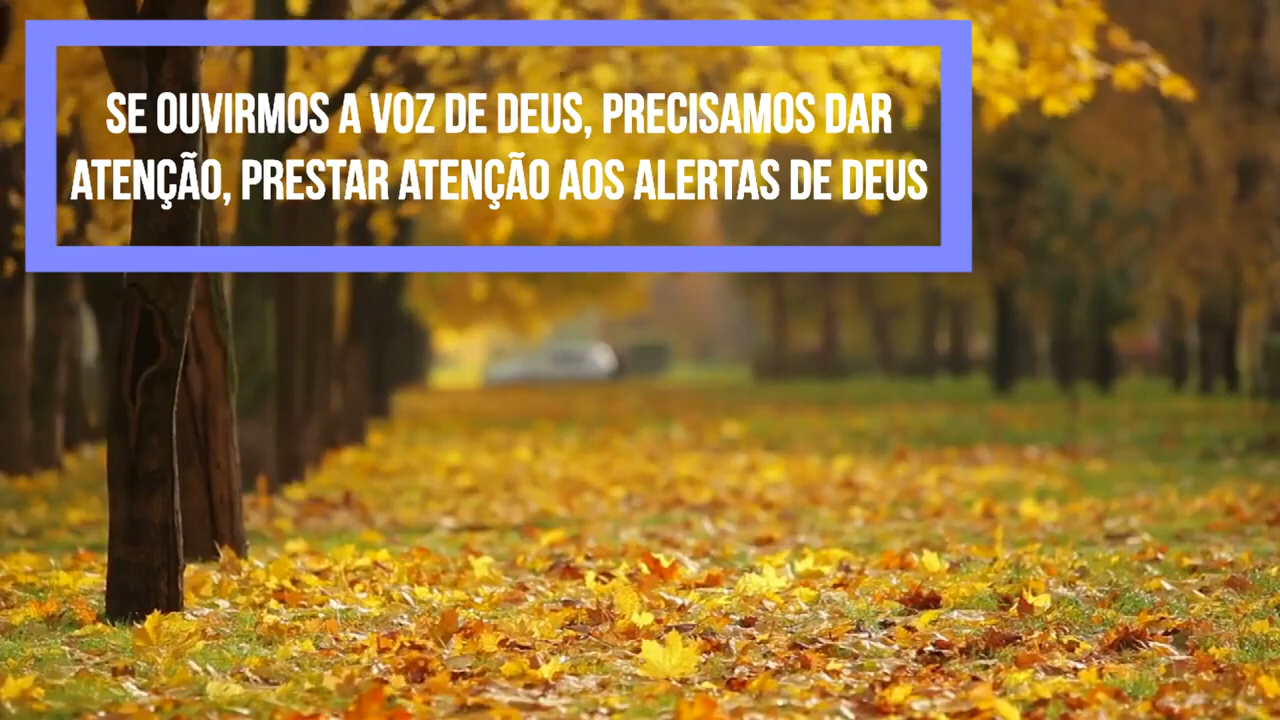 SE OUVIRMOS A VOZ DE DEUS, PRECISAMOS DAR
ATENÇÃO, PRESTAR ATENÇÃO AOS ALERTAS DE DEUS